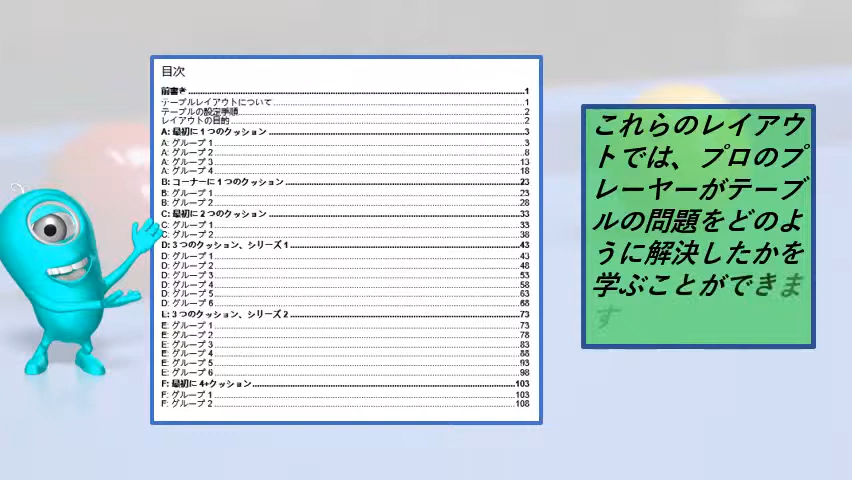 目次
前書き 1
テーブルレイアウトについて 1
テーブルの設定手順 2
レイアウトの目的 2
A: 最初に1つのクッション 3
A: グループ 1 3
A: グループ 2 8
A: グループ 3 13
A: グループ 4 18
B: コーナーに1つのクッション 23
B: グループ 1 23
B: グループ 2 28
C: 最初に2つのクッション 33
C: グループ 1 33
C: グループ 2 38
D: 3つのクッション、シリーズ1 43
D: グループ 1 43
D: グループ 2 48
D: グループ 3 53
D: グループ 4 58
D: グループ 5 63
D: グループ 6 68
E: 3つのクッション、シリーズ2 73
E: グループ 1 73
E: グループ 2 78
E: グループ 3 83
E: グループ 4 88
E: グループ 5 93
E: グループ 6 98
F: 最初に4+クッション 103
F: グループ 1 103
F: グループ 2 108
これらのレイアウ
トでは、プロのプ
レーヤーがテーブ
ルの問題をどのよ
うに解決したかを
学ぶことができま
す